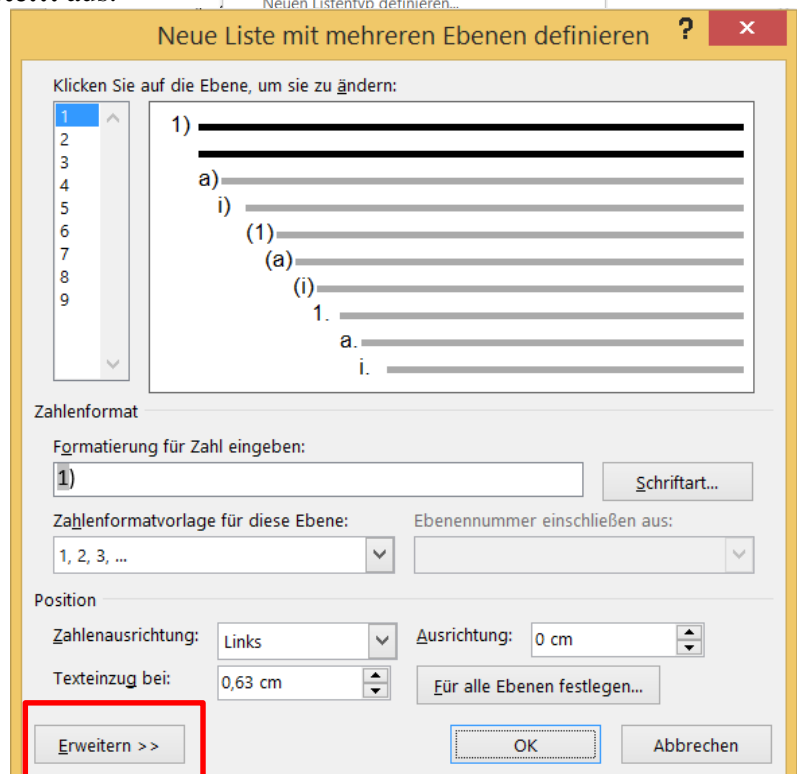 Neuen Listentyp definieren...
Neue Liste mit mehreren Ebenen definieren ? ×
Klicken Sie auf die Ebene, um sie zu ändern:
1
2
3
4
5
6
7
8
9
1)
a)
i)
(1)
(a)
(i)
1.
a.
i.
Zahlenformat
Formatierung für Zahl eingeben:
1)
Schriftart...
Zahlenformatvorlage für diese Ebene: Ebenennummer einschließen aus:
1, 2, 3, ...
Position
Zahlenausrichtung: Links Ausrichtung: 0 cm
Texteinzug bei: 0,63 cm Für alle Ebenen festlegen...
Erweitern >> OK Abbrechen